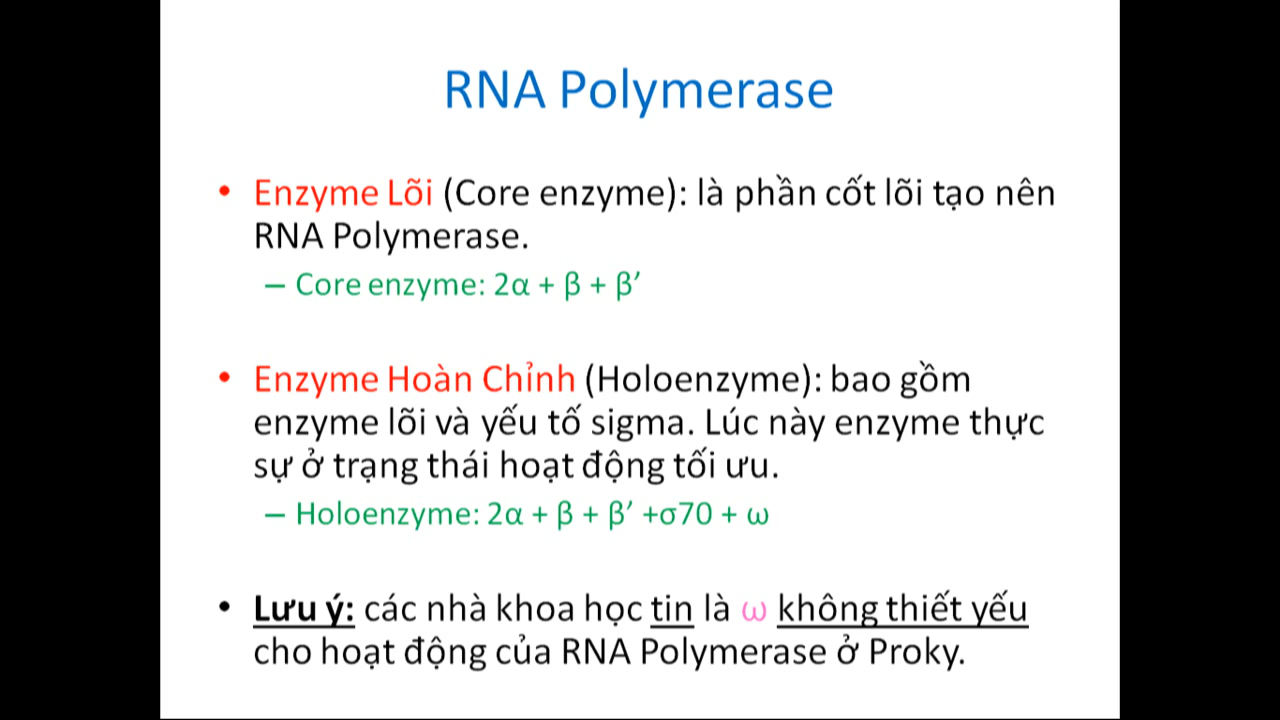 RNA Polymerase
• Enzyme Lõi (Core enzyme): là phần cốt lõi tạo nên
RNA Polymerase.
– Core enzyme: 2α + β + β′
• Enzyme Hoàn Chỉnh (Holoenzyme): bao gồm
enzyme lõi và yếu tố sigma. Lúc này enzyme thực
sự ở trạng thái hoạt động tối ưu.
– Holoenzyme: 2α + β + β′ +σ70 + ω
• Lưu ý: các nhà khoa học tin là ω không thiết yếu
cho hoạt động của RNA Polymerase ở Proky.